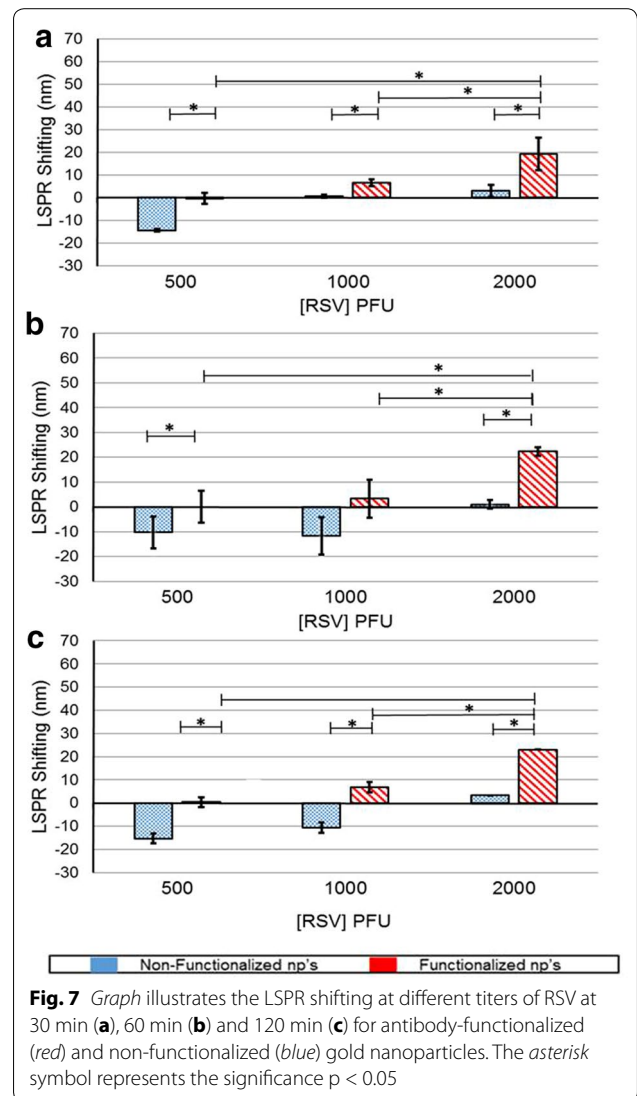 a
LSPR Shifting (nm)
70
60
50
40
30
20
10
0
-10
-20
-30
*
*
*
*
*
500 1000 2000
[RSV] PFU
b
LSPR Shifting (nm)
70
60
50
40
30
20
10
0
-10
-20
-30
*
*
*
*
500 1000 2000
[RSV] PFU
c
LSPR Shifting (nm)
70
60
50
40
30
20
10
0
-10
-20
-30
*
*
*
*
500 1000 2000
[RSV] PFU
Non-Functionalized np's Functionalized np's
Fig. 7 Graph illustrates the LSPR shifting at different titers of RSV at
30 min (a), 60 min (b) and 120 min (c) for antibody-functionalized
(red) and non-functionalized (blue) gold nanoparticles. The asterisk
symbol represents the significance p < 0.05